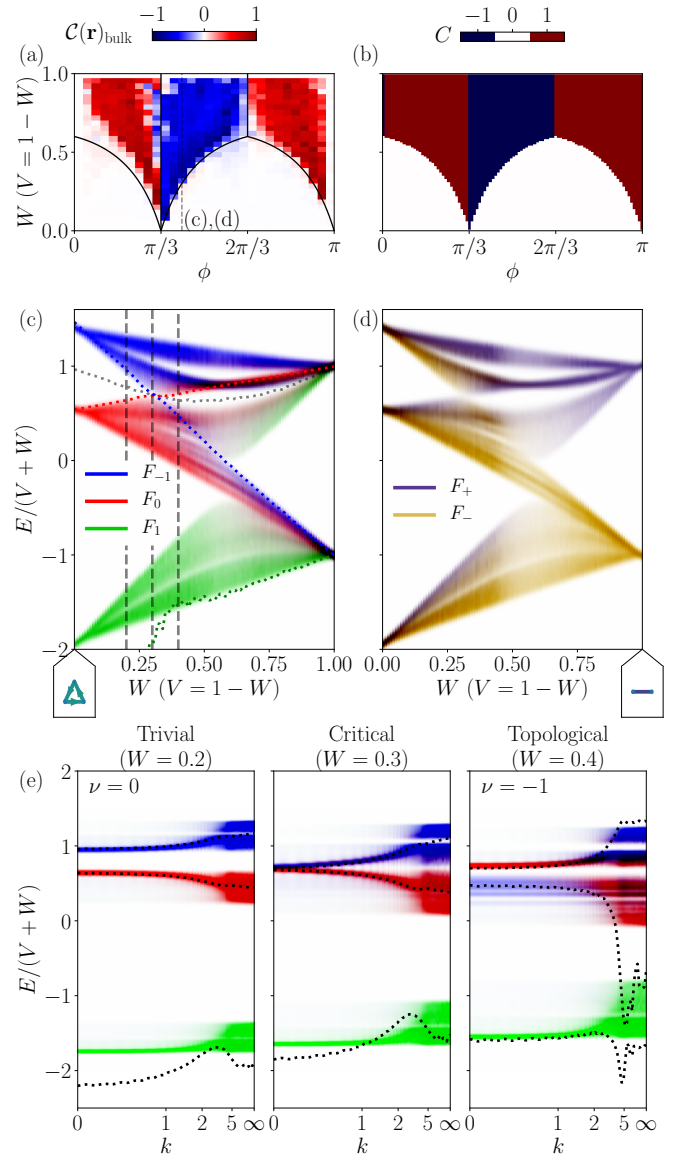 C(r)bulk −1 0 1
C −1 0 1
(a)
W (V = 1 − W)
1.0
0.5
0.0
(c),(d)
0 π/3 2π/3 π
ϕ
(b)
0 π/3 2π/3 π
ϕ
(c)
E/(V + W)
1
0
−1
−2
F−1
F0
F1
0.25 0.50 0.75 1.00
W (V = 1 − W)
(d)
F+
F−
0.00 0.25 0.50 0.75
W (V = 1 − W)
Trivial
(W = 0.2)
Critical
(W = 0.3)
Topological
(W = 0.4)
(e)
E/(V + W)
2
1
0
−1
−2
ν = 0
ν = −1
0 1 2 5 ∞
k
0 1 2 5 ∞
k
0 1 2 5 ∞
k